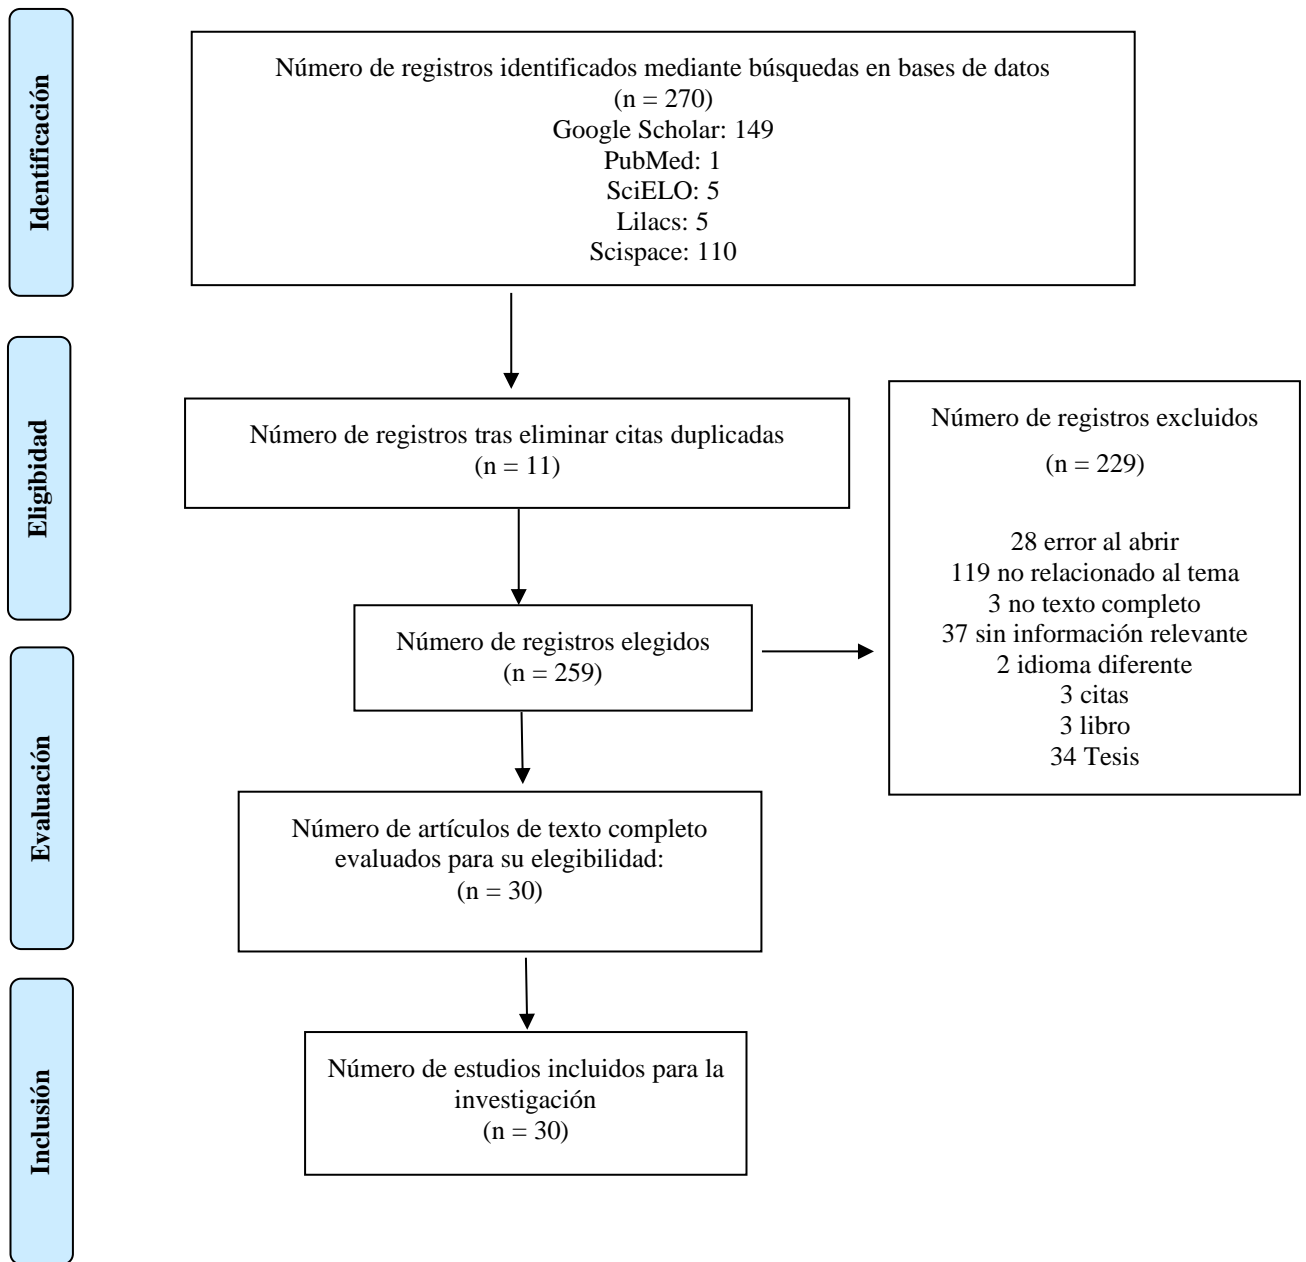 Identificación
Número de registros identificados mediante búsquedas en bases de datos
(n = 270)
Google Scholar: 149
PubMed: 1
SciELO: 5
Lilacs: 5
Scispace: 110
Eligibidad
Número de registros tras eliminar citas duplicadas
(n = 11)
Número de registros excluidos
(n = 229)
28 error al abrir
119 no relacionado al tema
3 no texto completo
37 sin información relevante
2 idioma diferente
3 citas
3 libro
34 Tesis
Número de registros elegidos
(n = 259)
Evaluación
Número de artículos de texto completo
evaluados para su elegibilidad:
(n = 30)
Inclusión
Número de estudios incluidos para la
investigación
(n = 30)